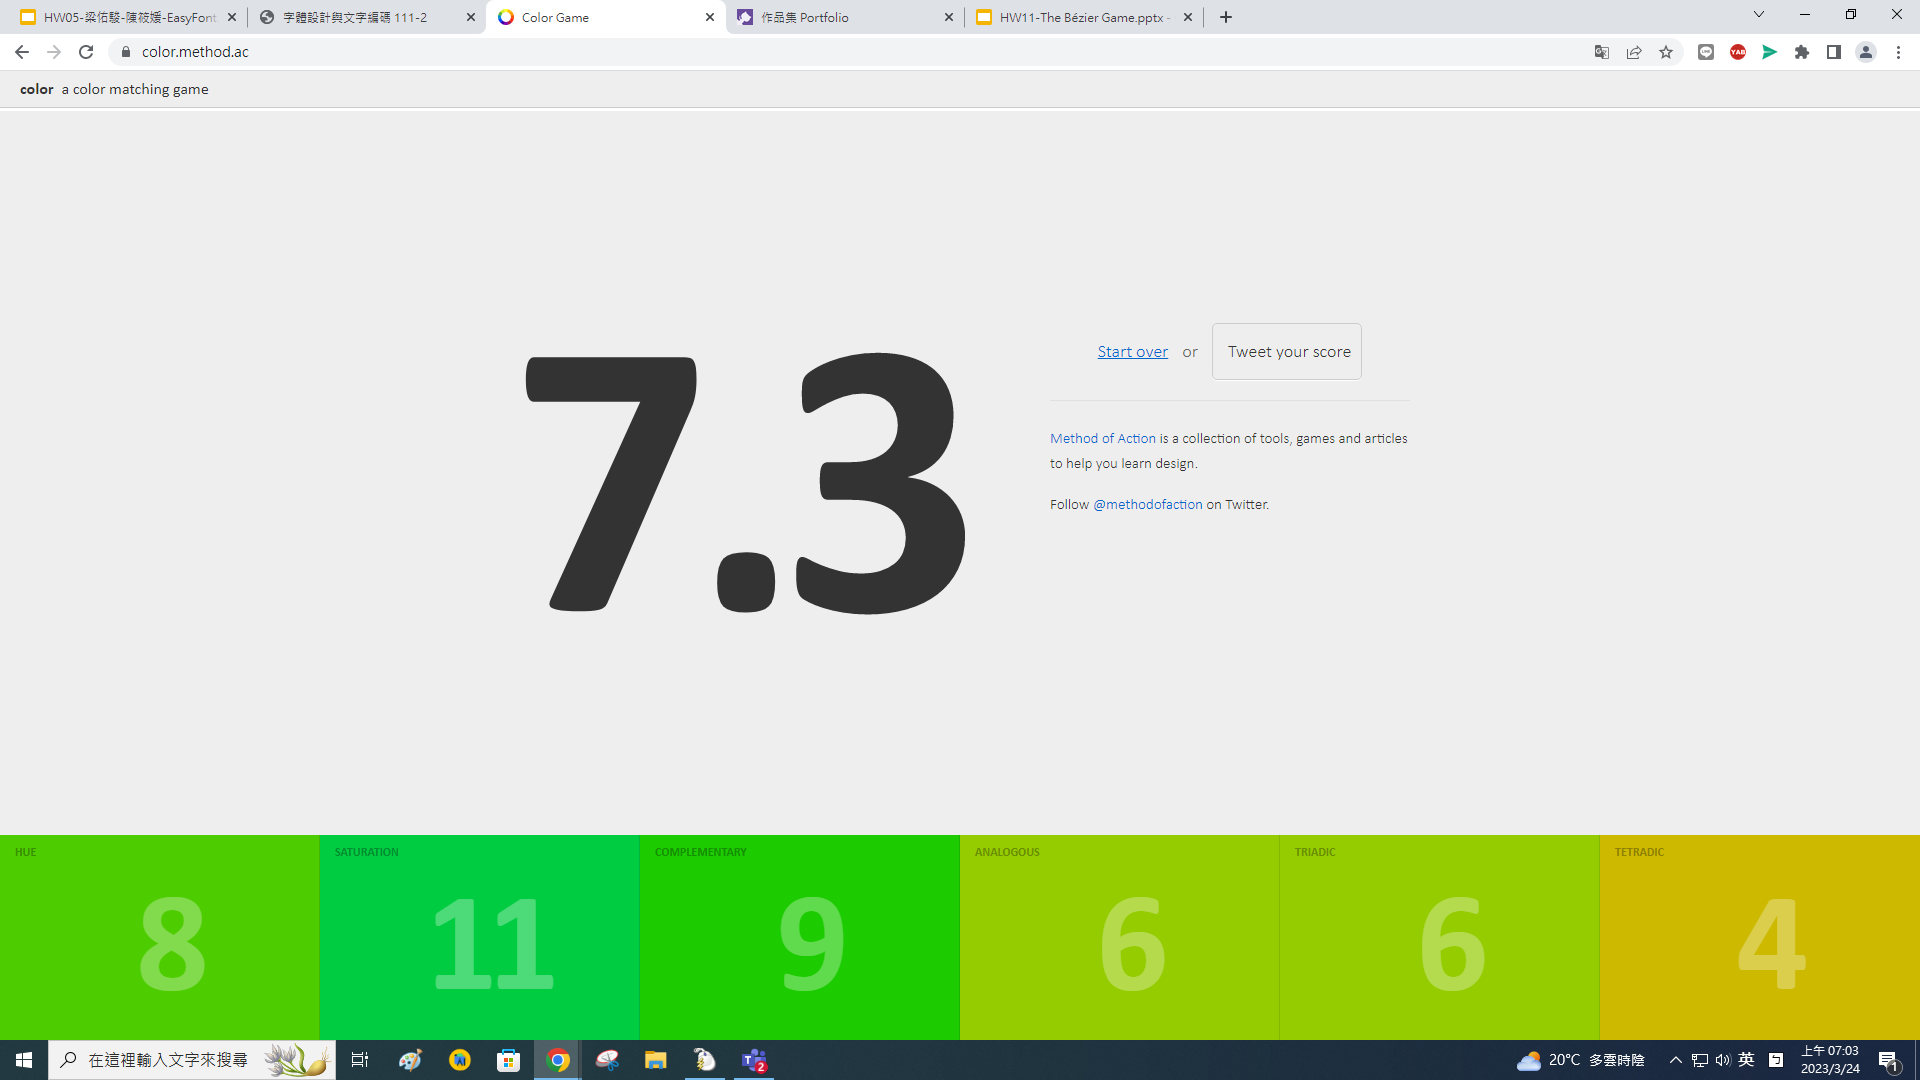 HW05-梁佑駿-陳筱媛-EasyFont
字體設計與文字編碼 111-2
Color Game
作品集 Portfolio
HW11-The Bézier Game.pptx -
color.method.ac
YAB
color a color matching game
7.3
Start over or Tweet your score
Method of Action is a collection of tools, games and articles
to help you learn design.
Follow @methodofaction on Twitter.
HUE
8
SATURATION
11
COMPLEMENTARY
9
ANALOGOUS
6
TRIADIC
6
TETRADIC
4
在這裡輸入文字來搜尋
2
20°C 多雲時陰
英
上午 07:03
2023/3/24
1